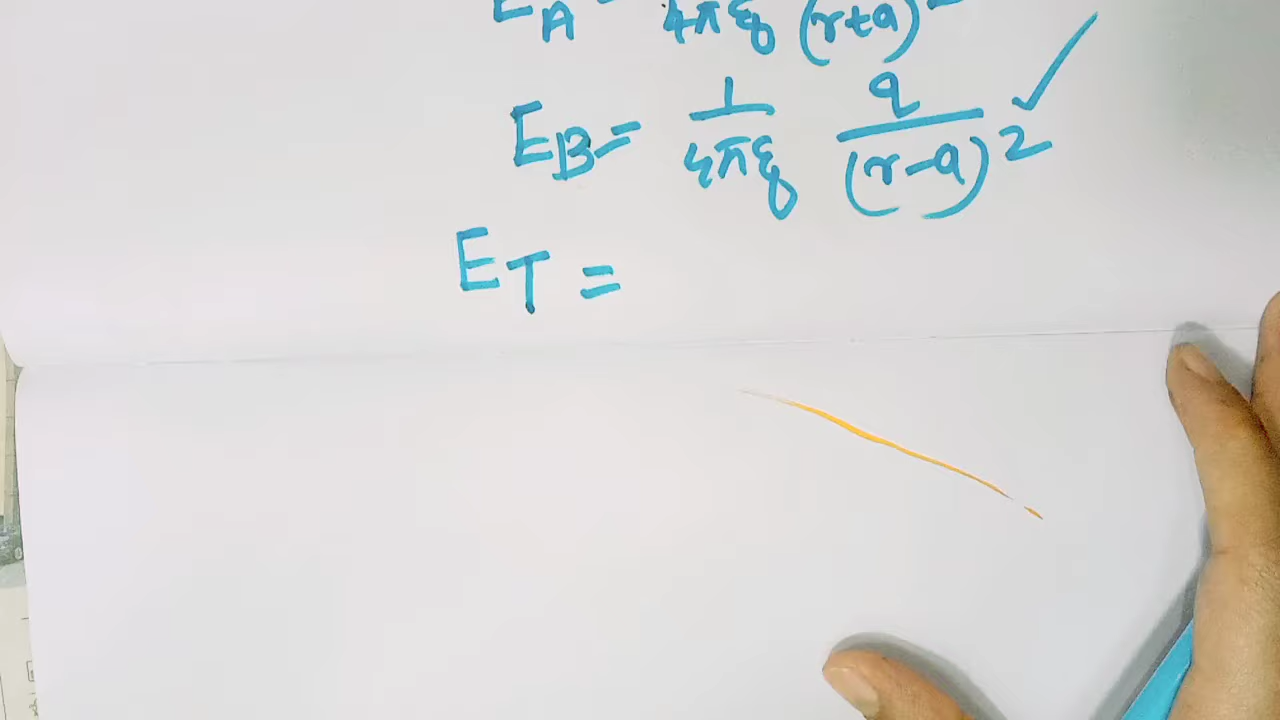 E_A = 1/4πε₀ (r+a)²
E_B = 1/4πε₀ q/(r-a)² ✓
E_T =